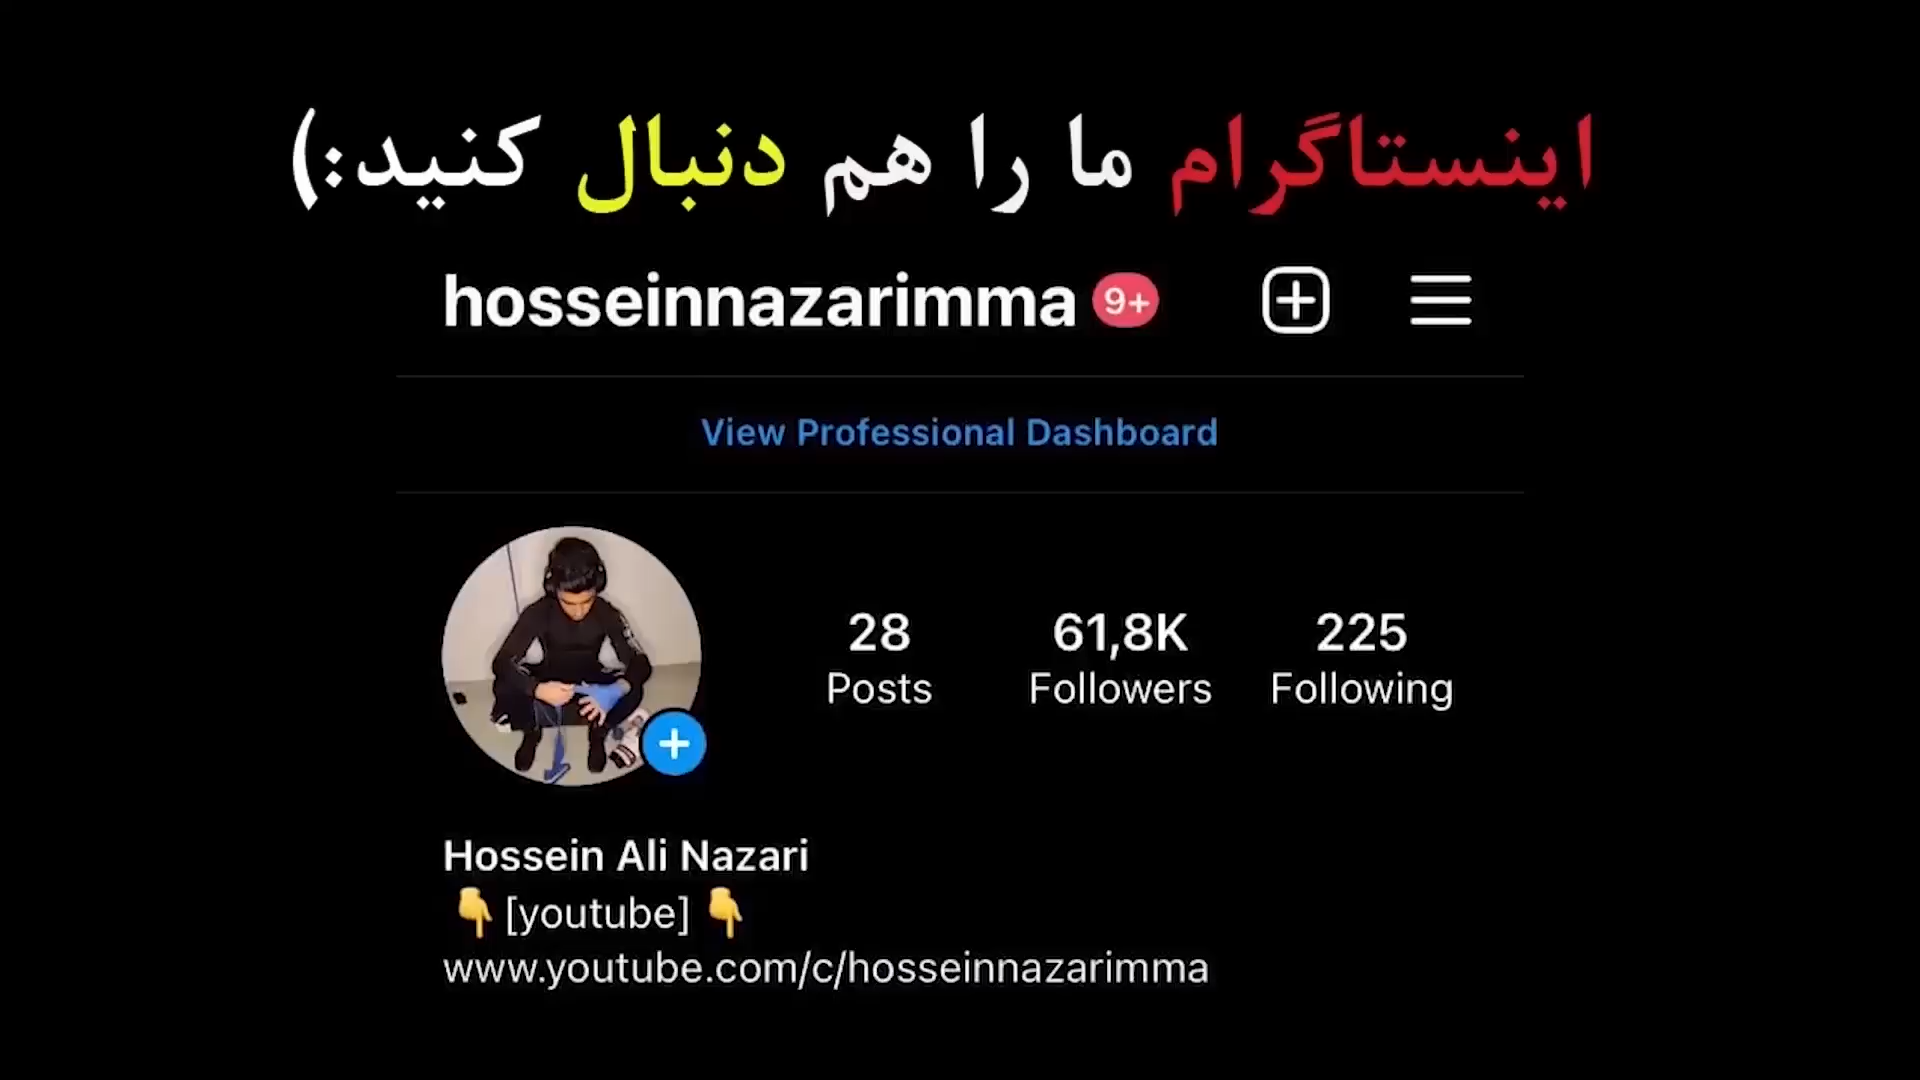 اینستاگرام ما را هم دنبال کنید:)
hosseinnazarimma 9+
View Professional Dashboard
28 61,8K 225
Posts Followers Following
Hossein Ali Nazari
👇 [youtube] 👇
www.youtube.com/c/hosseinnazarimma